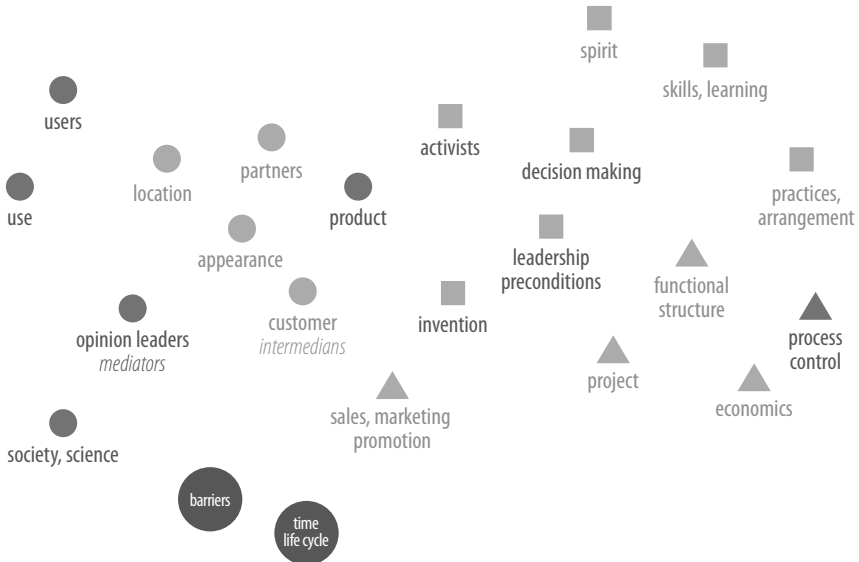 spirit
skills, learning
users
activists
partners
decision making
location
practices,
arrangement
use
product
appearance
leadership
preconditions
functional
structure
opinion leaders
mediators
customer
intermedians
invention
process
control
project
economics
sales, marketing
promotion
society, science
barriers
time
life cycle